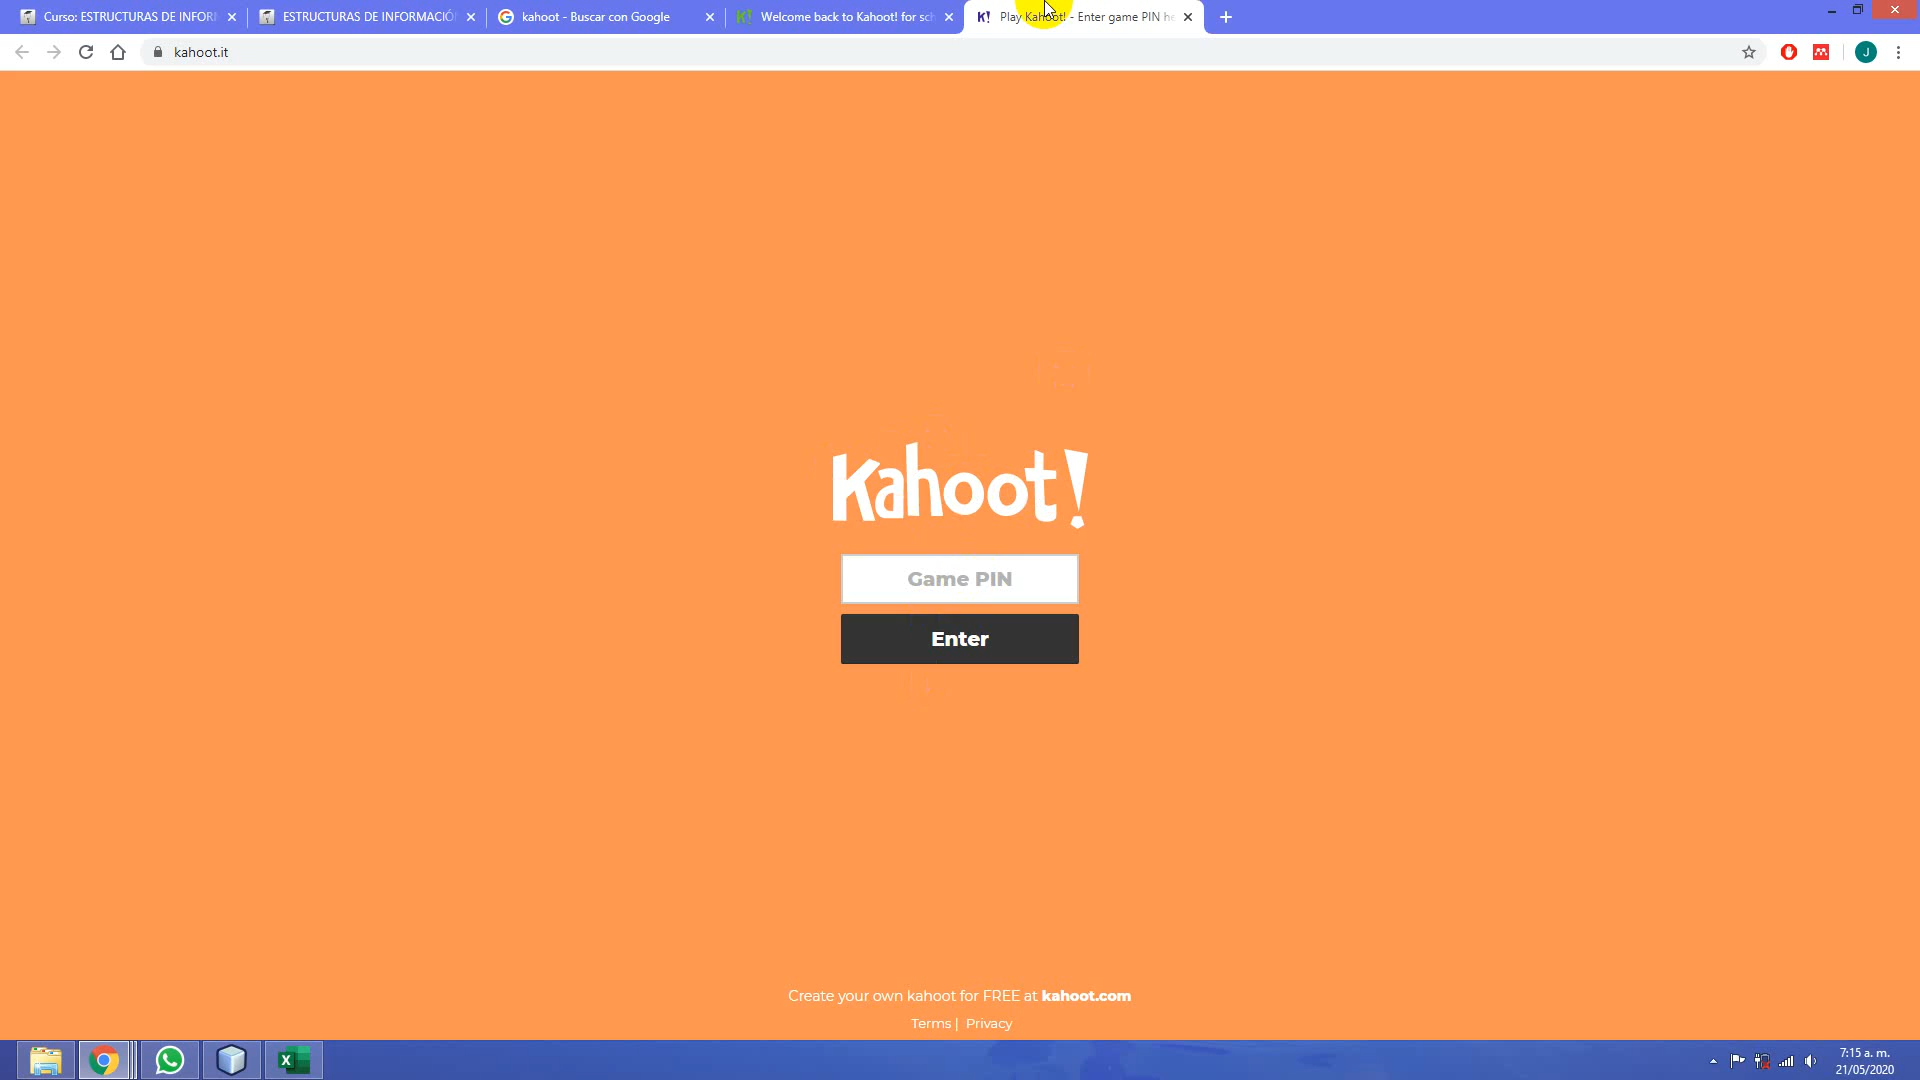 Curso: ESTRUCTURAS DE INFOR
ESTRUCTURAS DE INFORMACIÓ
kahoot - Buscar con Google
Welcome back to Kahoot! for sch
K! Play Kahoot! - Enter game PIN he
kahoot.it
J
Kahoot!
Game PIN
Enter
Create your own kahoot for FREE at kahoot.com
Terms | Privacy
7:15 a. m.
21/05/2020